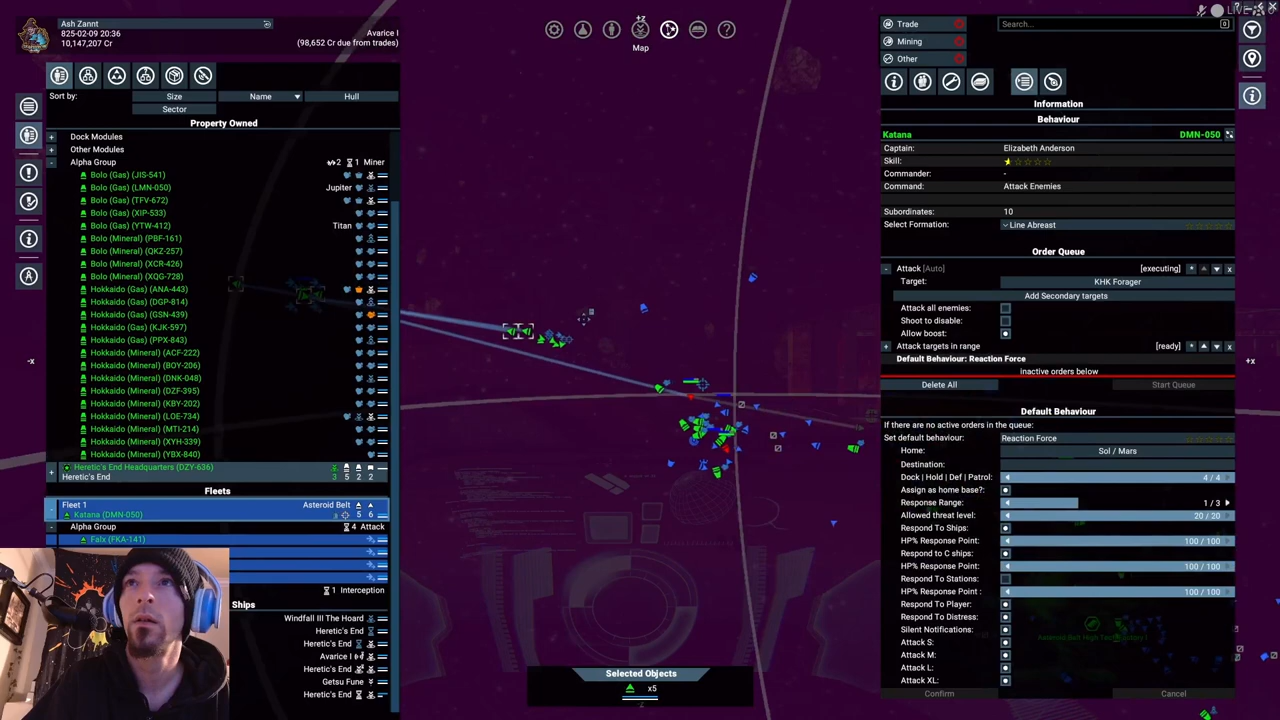 Ash Zannt
825-02-09 20:36
10,147,207 Cr
Avarice I
(98,652 Cr due from trades)
Sort by:
Size
Name
Hull
Sector
Property Owned
Dock Modules
Other Modules
Alpha Group
2 1 Miner
Bolo (Gas) (JIS-541)
Bolo (Gas) (LMN-050)
Jupiter
Bolo (Gas) (TFV-672)
Bolo (Gas) (XIP-533)
Bolo (Gas) (YTW-412)
Titan
Bolo (Mineral) (PBF-161)
Bolo (Mineral) (QKZ-257)
Bolo (Mineral) (XCR-426)
Bolo (Mineral) (XQG-728)
Hokkaido (Gas) (ANA-443)
Hokkaido (Gas) (DGP-814)
Hokkaido (Gas) (GSN-439)
Hokkaido (Gas) (KJK-597)
Hokkaido (Gas) (PPX-843)
Hokkaido (Mineral) (ACF-222)
Hokkaido (Mineral) (BOY-206)
Hokkaido (Mineral) (DNK-048)
Hokkaido (Mineral) (DZF-395)
Hokkaido (Mineral) (KBY-202)
Hokkaido (Mineral) (LOE-734)
Hokkaido (Mineral) (MTI-214)
Hokkaido (Mineral) (XYH-339)
Hokkaido (Mineral) (YBX-840)
Heretic's End Headquarters (DZY-636)
Heretic's End
3 5 2 2
Fleets
Fleet 1
Asteroid Belt
Katana (DMN-050)
5 6
Alpha Group
4 Attack
Falx (FKA-141)
1 Interception
Ships
Windfall III The Hoard
Heretic's End
Heretic's End
Avarice I
Heretic's End
Getsu Fune
Heretic's End
+z
Map
-x
+x
Selected Objects
x5
-z
LIVE
Trade
Mining
Other
Search...
0
Information
Behaviour
Katana
DMN-050
Captain:
Elizabeth Anderson
Skill:
Commander:
-
Command:
Attack Enemies
Subordinates:
10
Select Formation:
Line Abreast
Order Queue
Attack [Auto]
[executing]
x
Target:
KHK Forager
Add Secondary targets
Attack all enemies:
Shoot to disable:
Allow boost:
Attack targets in range
[ready]
x
Default Behaviour: Reaction Force
inactive orders below
Delete All
Start Queue
Default Behaviour
If there are no active orders in the queue:
Set default behaviour:
Reaction Force
Home:
Sol / Mars
Destination:
Dock | Hold | Def | Patrol:
4 / 4
Assign as home base?:
Response Range:
1 / 3
Allowed threat level:
20 / 20
Respond To Ships:
HP% Response Point:
100 / 100
Respond to C ships:
HP% Response Point:
100 / 100
Respond To Stations:
HP% Response Point :
100 / 100
Respond To Player:
Respond To Distress:
Silent Notifications:
Attack S:
Attack M:
Attack L:
Attack XL:
Asteroid Belt High Tech Factory I
Confirm
Cancel